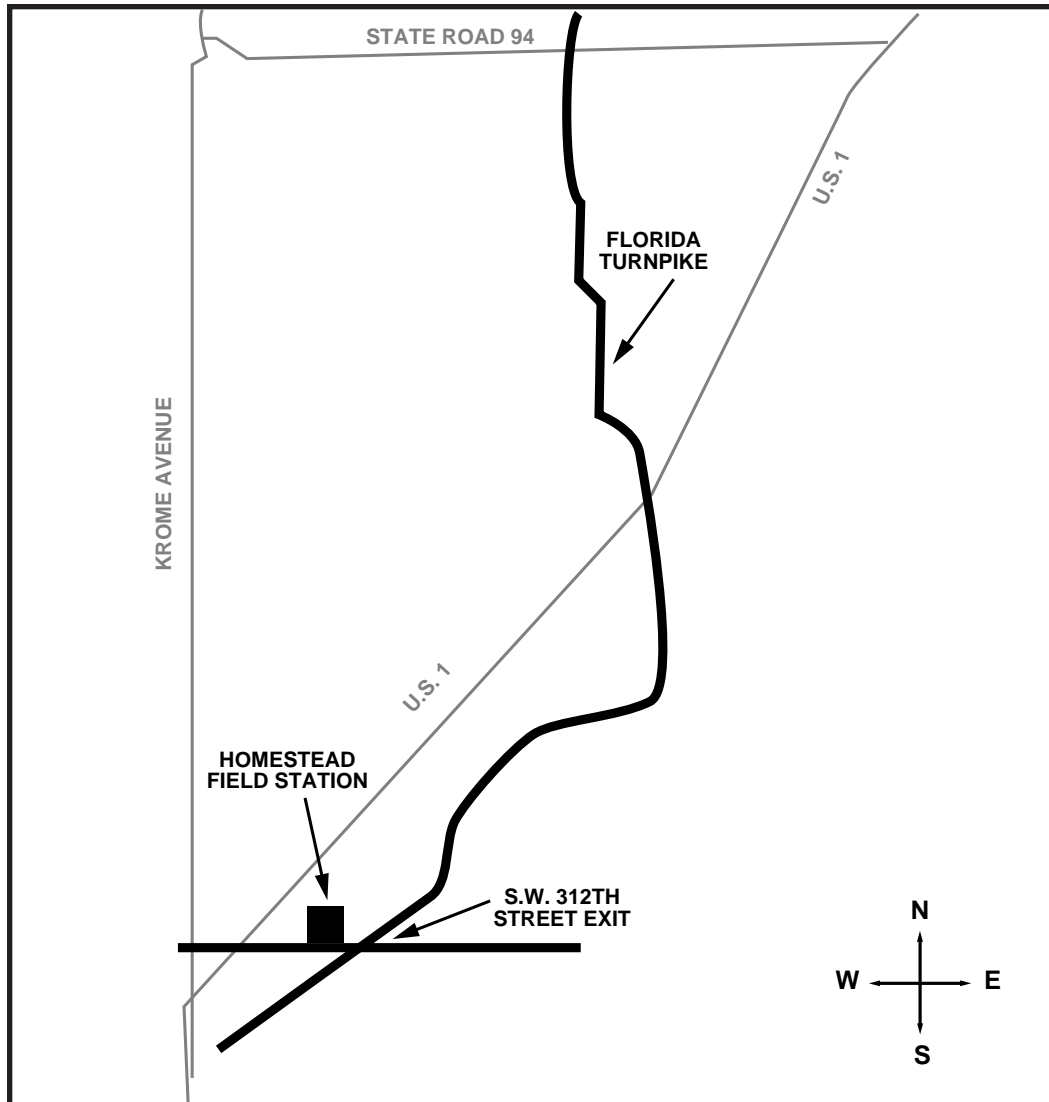 STATE ROAD 94
U.S. 1
FLORIDA
TURNPIKE
KROME AVENUE
U.S. 1
HOMESTEAD
FIELD STATION
S.W. 312TH
STREET EXIT
N
W
E
S